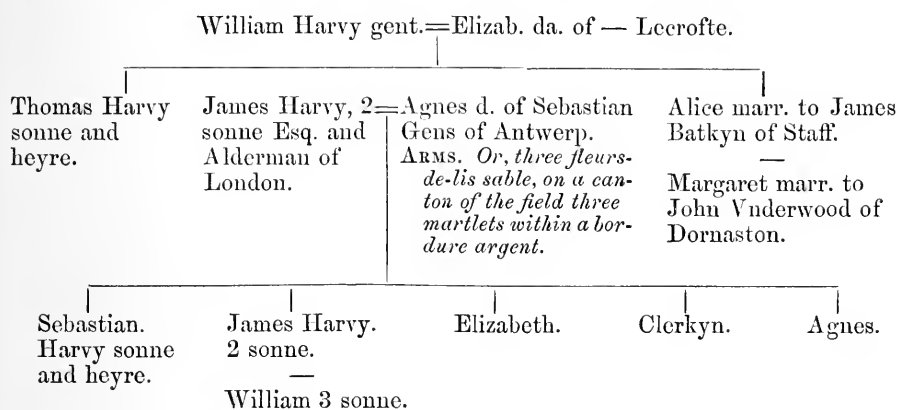 William Harvy gent.=Elizab. da. of — Leerofte.
Thomas Harvy
sonne and
heyre.
James Harvy, 2=Agnes d. of Sebastian
sonne Esq. and
Alderman of
London.
Gens of Antwerp.
ARMS. Or, three fleurs-
de-lis sable, on a can-
ton of the field three
martlets within a bor-
dure argent.
Alice marr. to James
Batkyn of Staff.
—
Margaret marr. to
John Vnderwood of
Dornaston.
Sebastian.
Harvy sonne
and heyre.
James Harvy.
2 sonne.
—
William 3 sonne.
Elizabeth.
Clerkyn.
Agnes.